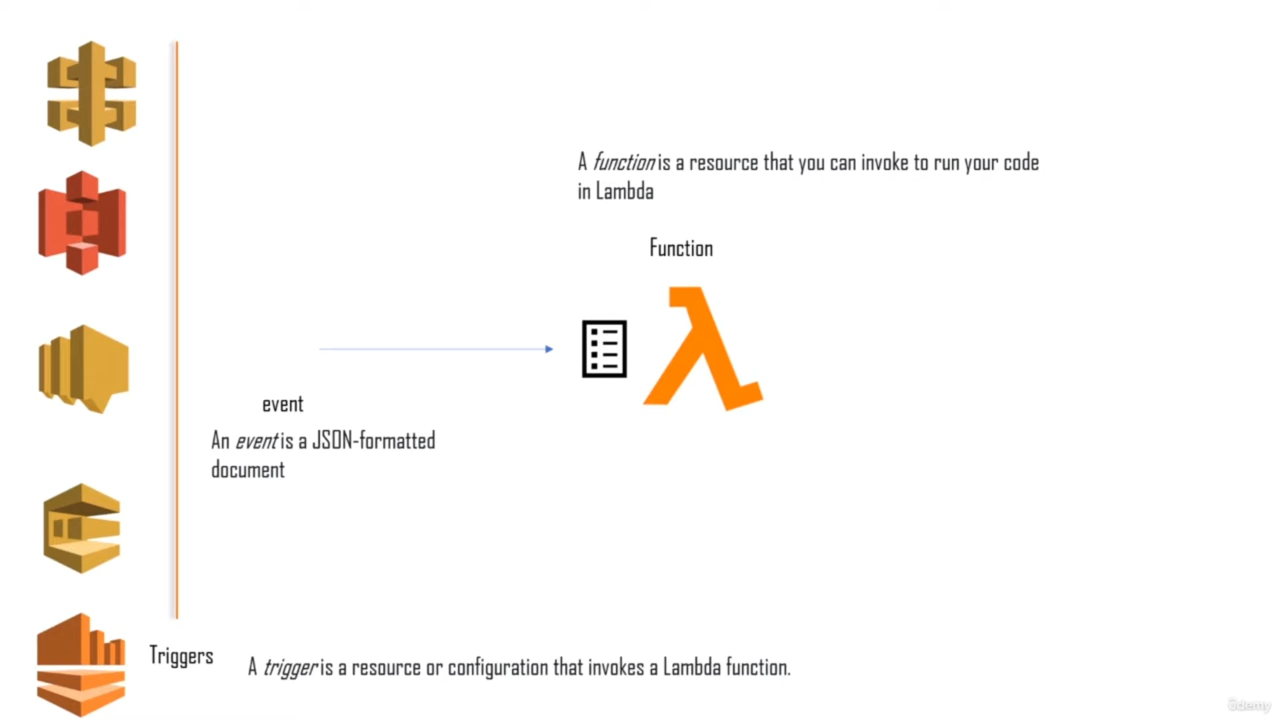 A function is a resource that you can invoke to run your code
in Lambda
Function
event
An event is a JSON-formatted
document
Triggers
A trigger is a resource or configuration that invokes a Lambda function.
ûdemy